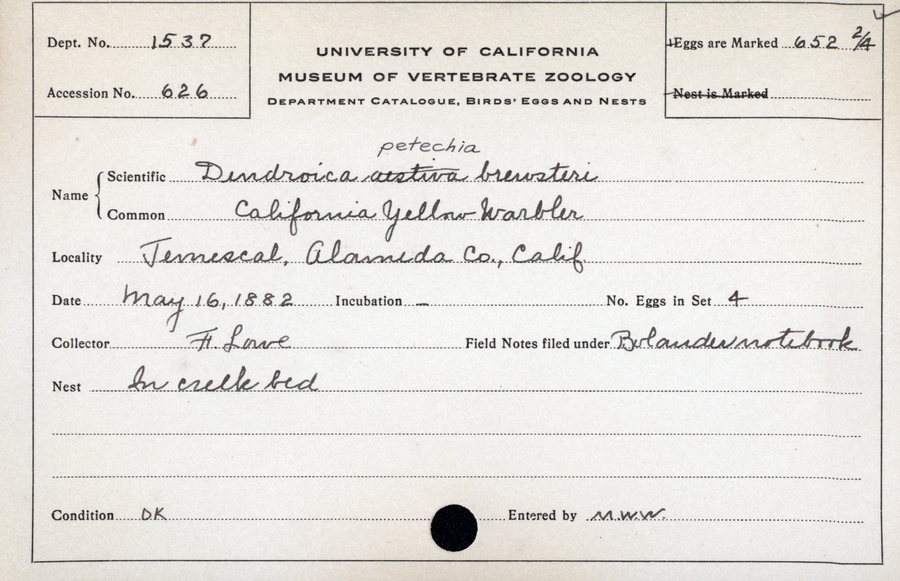 Dept. No. 1537
UNIVERSITY OF CALIFORNIA
MUSEUM OF VERTEBRATE ZOOLOGY
DEPARTMENT CATALOGUE, BIRDS' EGGS AND NESTS
Eggs are Marked 652 2/4
Accession No. 626
Nest is Marked
petechia
Name { Scientific Dendroica aestiva brewsteri
Common California Yellow Warbler
Locality Temescal, Alameda Co., Calif
Date May 16, 1882 Incubation – No. Eggs in Set 4
Collector F. Lowe Field Notes filed under Bolander notebook
Nest In creek bed
Condition OK Entered by M.W.W.